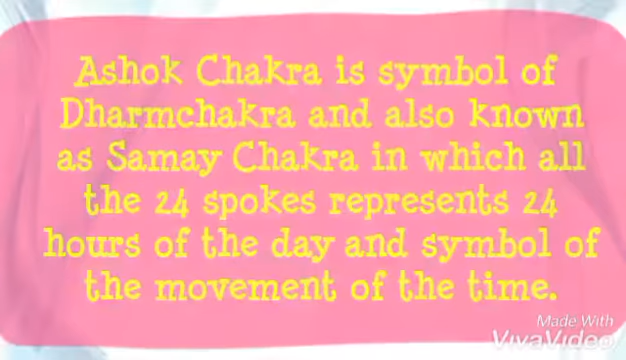 Ashok Chakra is symbol of
Dharmchakra and also known
as Samay Chakra in which all
the 24 spokes represents 24
hours of the day and symbol of
the movement of the time.
Made With
VivaVideo